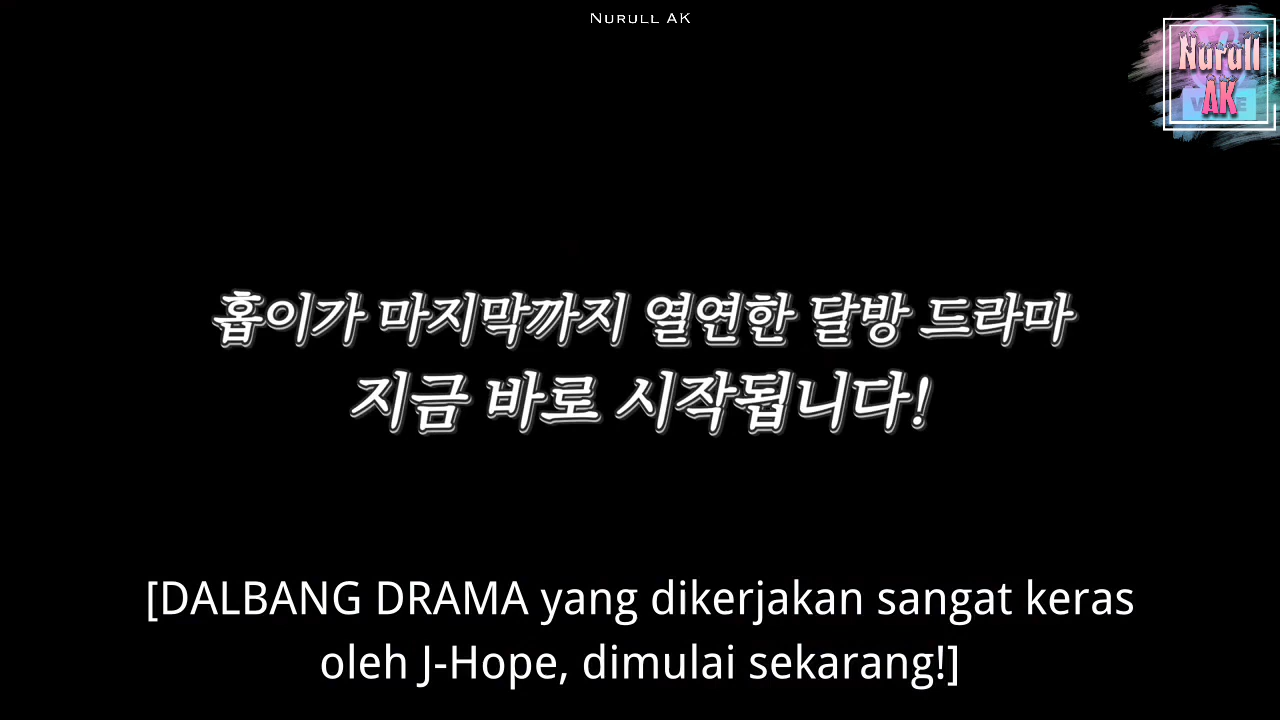 Nurull AK
Nurull
AK
홉이가 마지막까지 열연한 달방 드라마
지금 바로 시작됩니다!
[DALBANG DRAMA yang dikerjakan sangat keras
oleh J-Hope, dimulai sekarang!]